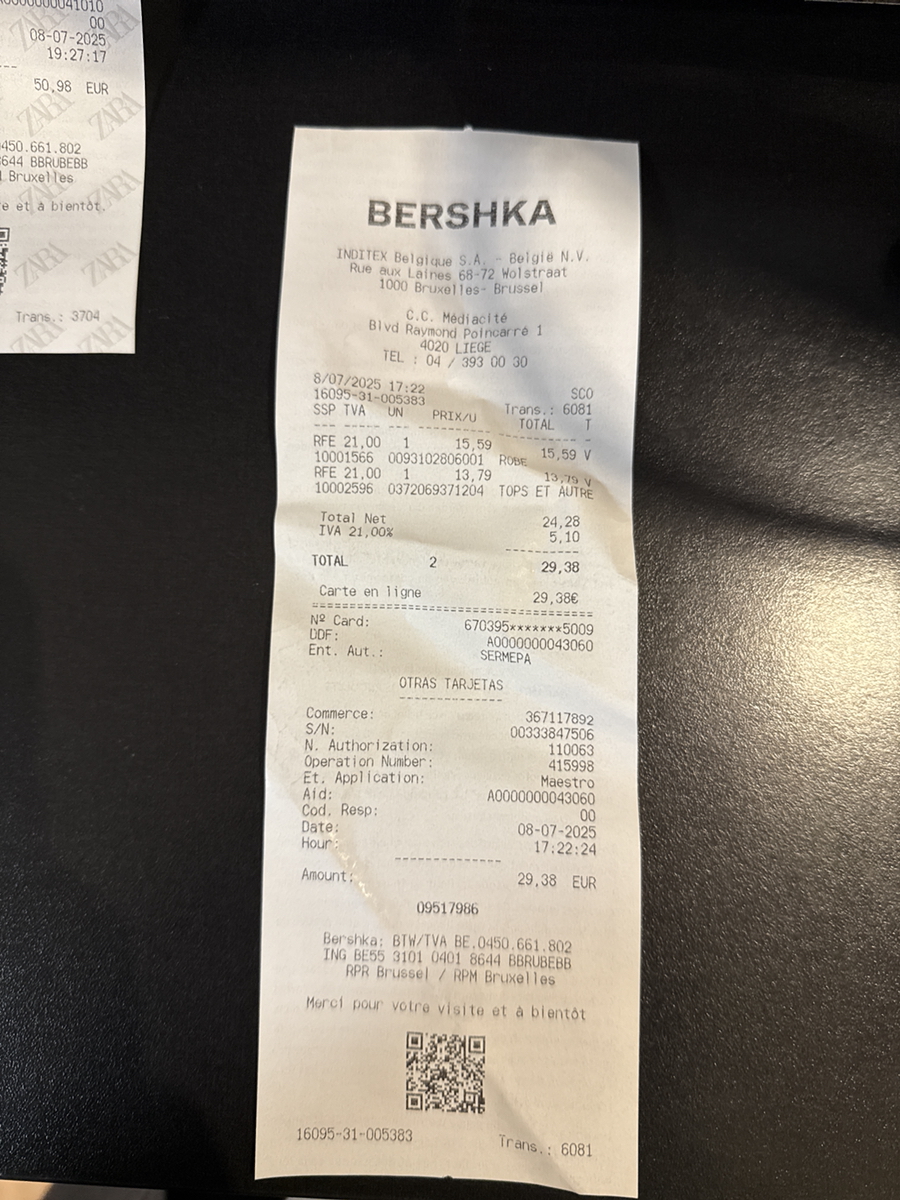 00
08-07-2025
19:27:17
50,98 EUR
450.661.802
8644 BBRUBEBB
Bruxelles
e et à bientôt.
Trans.: 3704
ZARA
ZARA
ZARA
ZARA
ZARA
BERSHKA
INDITEX Belgique S.A. - België N.V.
Rue aux Laines 68-72 Wolstraat
1000 Bruxelles- Brussel
C.C. Médiacité
Blvd Raymond Poincarré 1
4020 LIEGE
TEL : 04 / 393 00 30
8/07/2025 17:22 SCO
16095-31-005383 Trans.: 6081
SSP TVA UN PRIX/U TOTAL T
RFE 21,00 1 15,59 15,59 V
10001566 0093102806001 ROBE
RFE 21,00 1 13,79 13,79 V
10002596 0372069371204 TOPS ET AUTRE
Total Net 24,28
IVA 21,00% 5,10
TOTAL 2 29,38
Carte en ligne 29,38€
Nº Card: 670395*******5009
DDF: A0000000043060
Ent. Aut.: SERMEPA
OTRAS TARJETAS
Commerce: 367117892
S/N: 00333847506
N. Authorization: 110063
Operation Number: 415998
Et. Application: Maestro
Aid: A0000000043060
Cod. Resp: 00
Date: 08-07-2025
Hour: 17:22:24
Amount: 29,38 EUR
09517986
Bershka: BTW/TVA BE.0450.661.802
ING BE55 3101 0401 8644 BBRUBEBB
RPR Brussel / RPM Bruxelles
Merci pour votre visite et à bientôt
16095-31-005383 Trans.: 6081